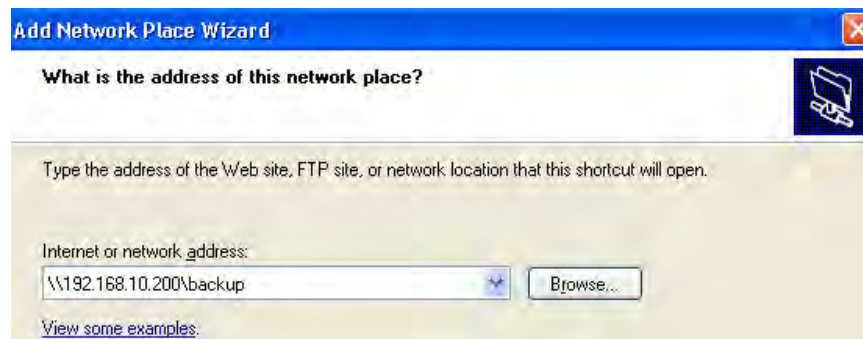 Add Network Place Wizard
What is the address of this network place?
Type the address of the Web site, FTP site, or network location that this shortcut will open.
Internet or network address:
\\192.168.10.200\backup
Browse...
View some examples.